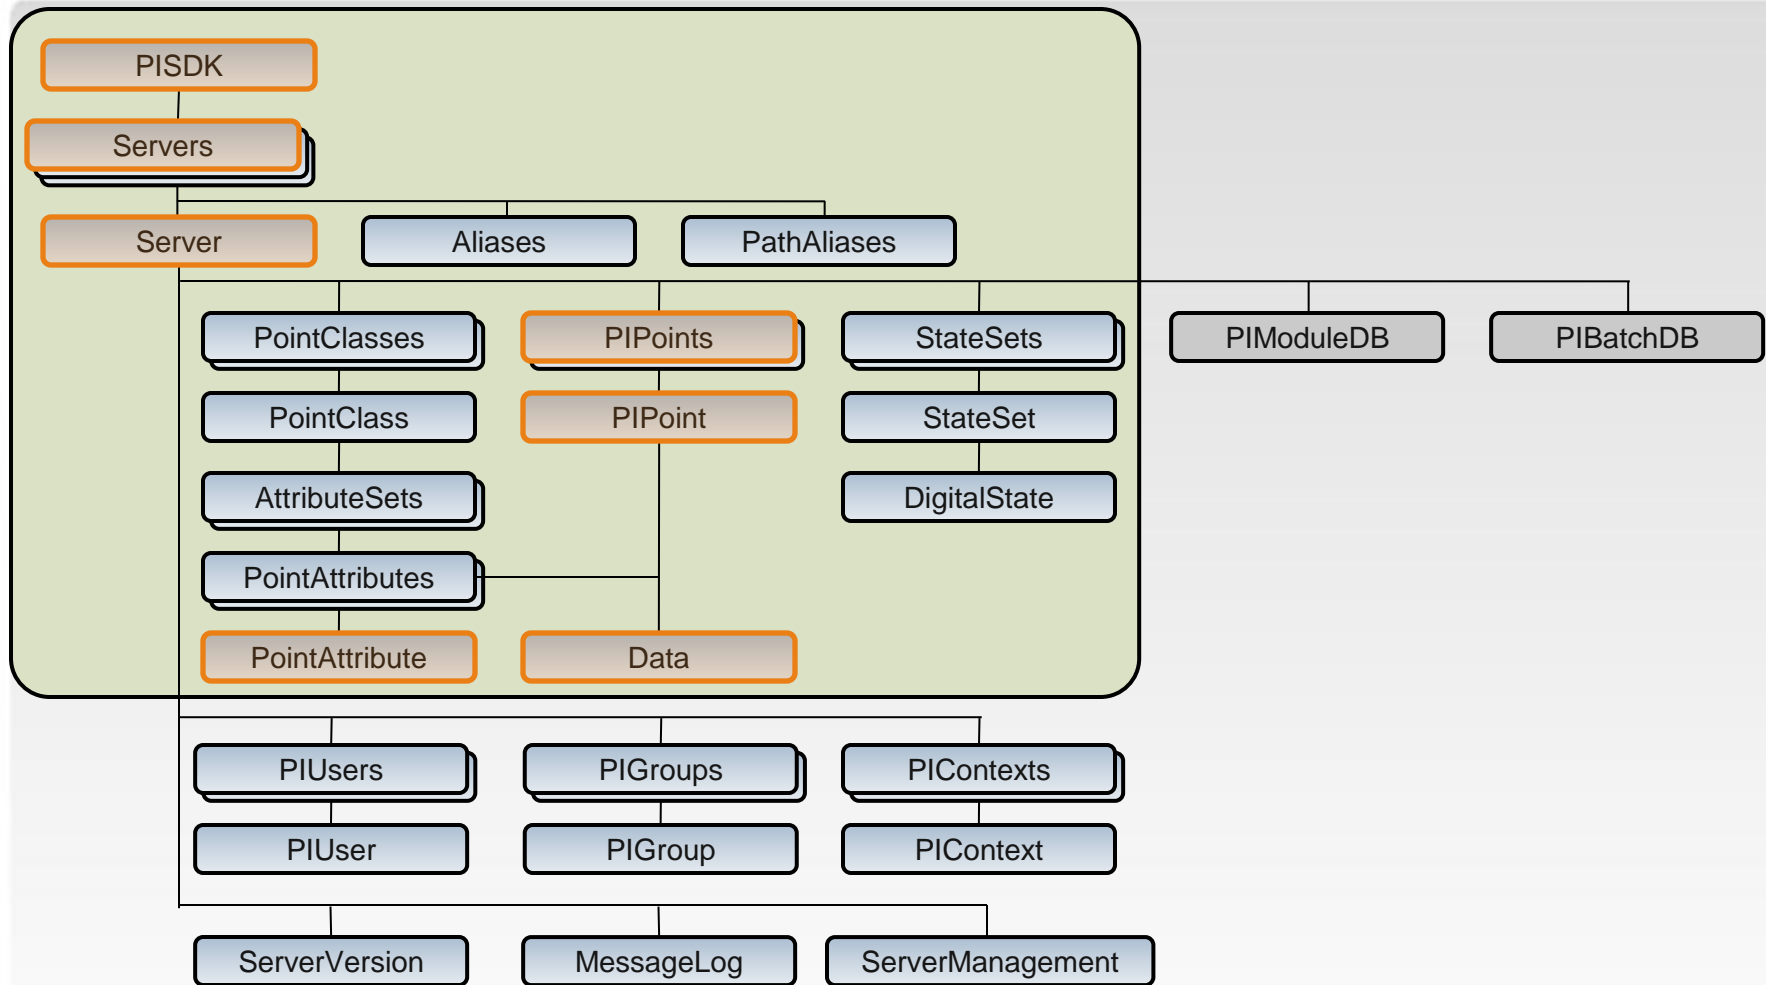 PISDK
Servers
Server
Aliases
PathAliases
PointClasses
PIPoints
StateSets
PIModuleDB
PIBatchDB
PointClass
PIPoint
StateSet
AttributeSets
DigitalState
PointAttributes
PointAttribute
Data
PIUsers
PIGroups
PIContexts
PIUser
PIGroup
PIContext
ServerVersion
MessageLog
ServerManagement